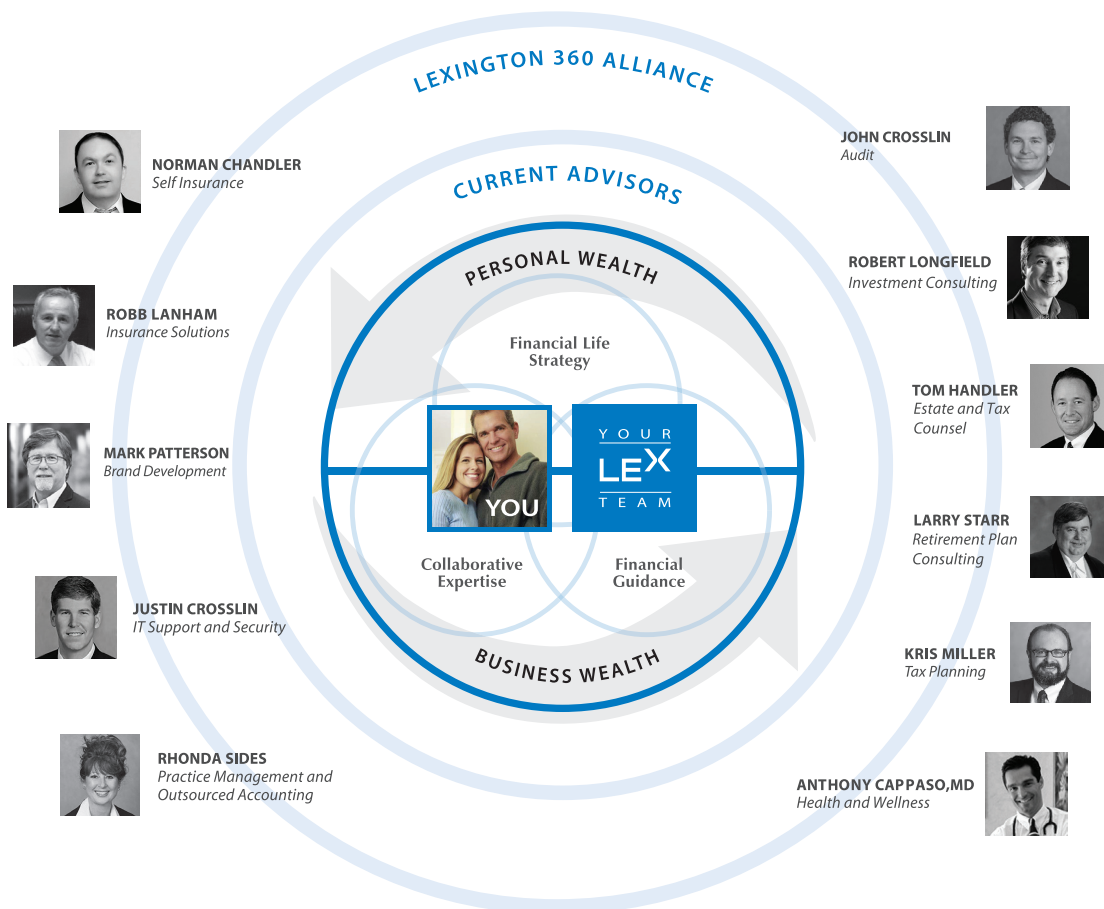 LEXINGTON 360 ALLIANCE
CURRENT ADVISORS
PERSONAL WEALTH
Financial Life
Strategy
YOU
YOUR
LEX
TEAM
Collaborative
Expertise
Financial
Guidance
BUSINESS WEALTH
NORMAN CHANDLER
Self Insurance
ROBB LANHAM
Insurance Solutions
MARK PATTERSON
Brand Development
JUSTIN CROSSLIN
IT Support and Security
RHONDA SIDES
Practice Management and
Outsourced Accounting
JOHN CROSSLIN
Audit
ROBERT LONGFIELD
Investment Consulting
TOM HANDLER
Estate and Tax
Counsel
LARRY STARR
Retirement Plan
Consulting
KRIS MILLER
Tax Planning
ANTHONY CAPPASO,MD
Health and Wellness